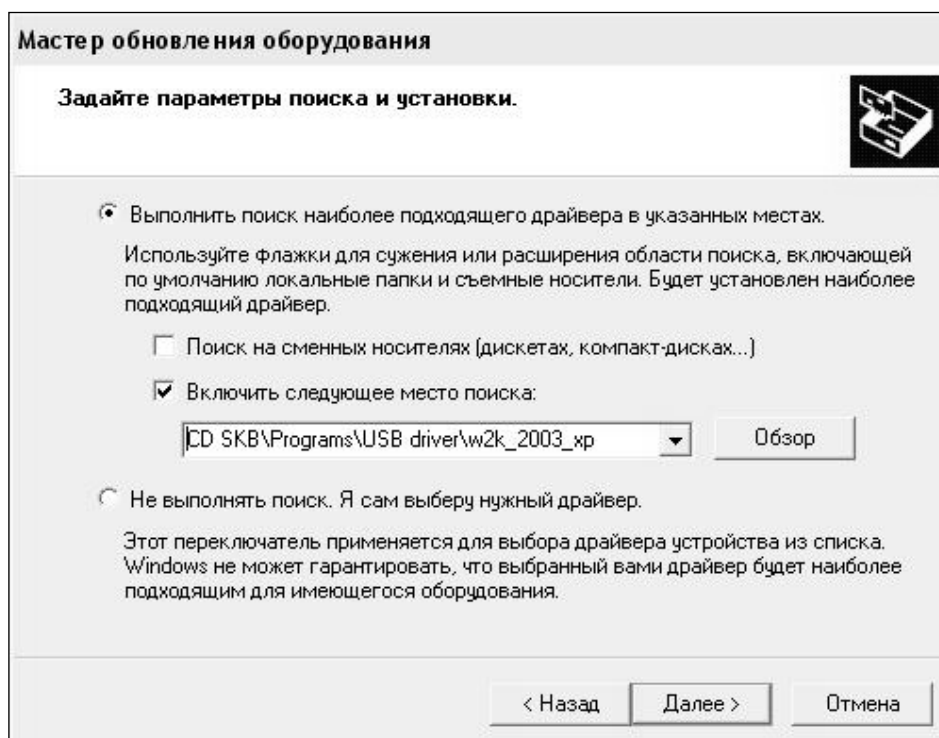 Мастер обновления оборудования
Задайте параметры поиска и установки.
Выполнить поиск наиболее подходящего драйвера в указанных местах.
Используйте флажки для сужения или расширения области поиска, включающей
по умолчанию локальные папки и съемные носители. Будет установлен наиболее
подходящий драйвер.
Поиск на сменных носителях (дискетах, компакт-дисках...)
Включить следующее место поиска:
CD SKB\Programs\USB driver\w2k_2003_xp
Обзор
Не выполнять поиск. Я сам выберу нужный драйвер.
Этот переключатель применяется для выбора драйвера устройства из списка.
Windows не может гарантировать, что выбранный вами драйвер будет наиболее
подходящим для имеющегося оборудования.
< Назад
Далее >
Отмена